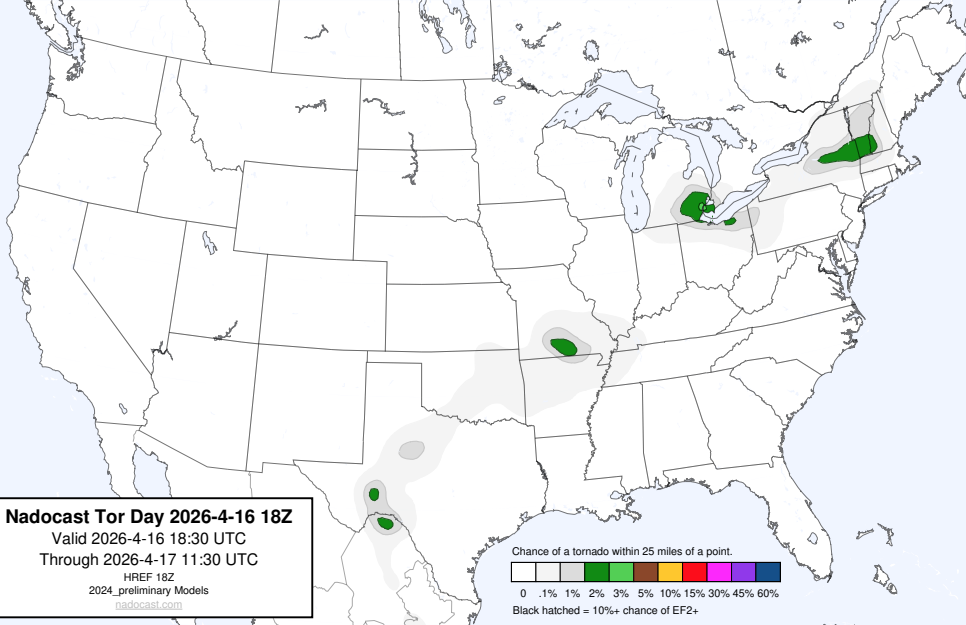 Nadocast Tor Day 2026-4-16 18Z
Valid 2026-4-16 18:30 UTC
Through 2026-4-17 11:30 UTC
HREF 18Z
2024_preliminary Models
nadocast.com
Chance of a tornado within 25 miles of a point.
0 .1% 1% 2% 3% 5% 10% 15% 30% 45% 60%
Black hatched = 10%+ chance of EF2+